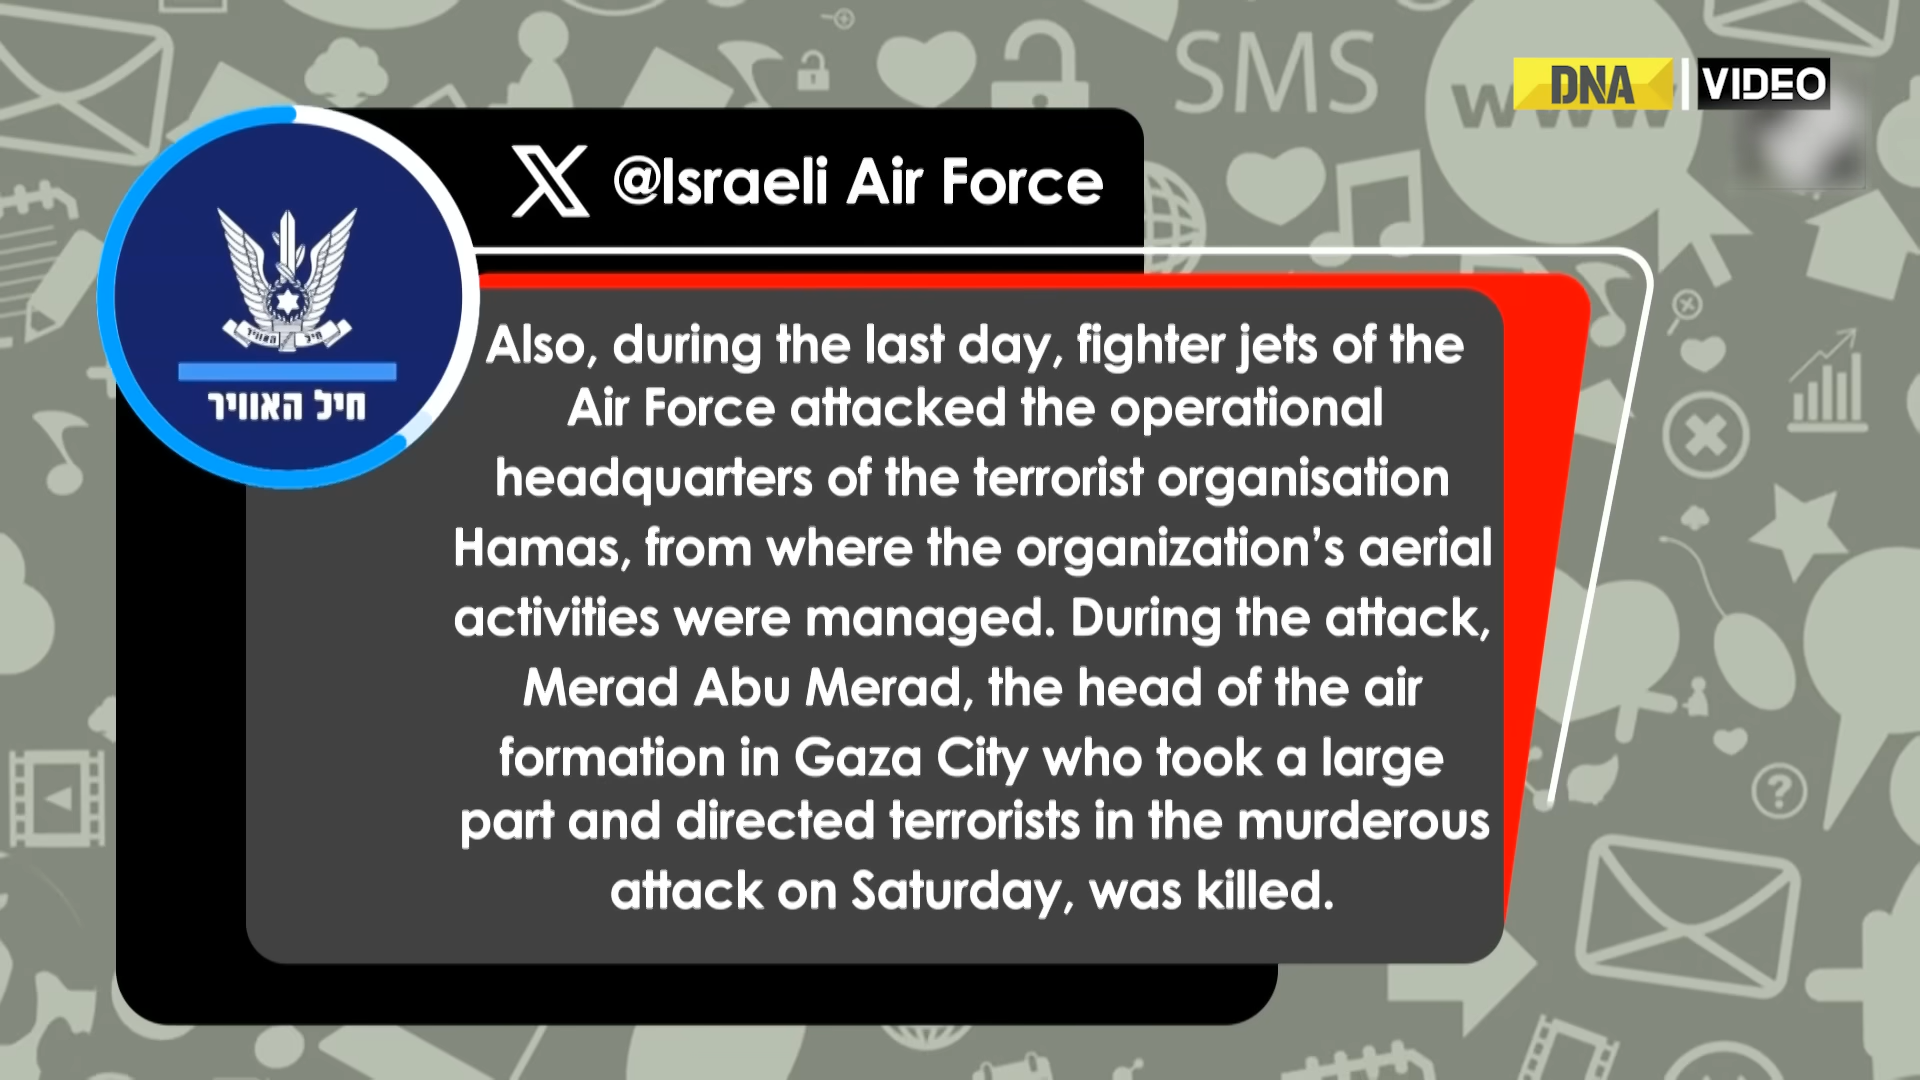 SMS
www
DNA VIDEO
X @Israeli Air Force
חיל האוויר
חיל האוויר
Also, during the last day, fighter jets of the
Air Force attacked the operational
headquarters of the terrorist organisation
Hamas, from where the organization's aerial
activities were managed. During the attack,
Merad Abu Merad, the head of the air
formation in Gaza City who took a large
part and directed terrorists in the murderous
attack on Saturday, was killed.